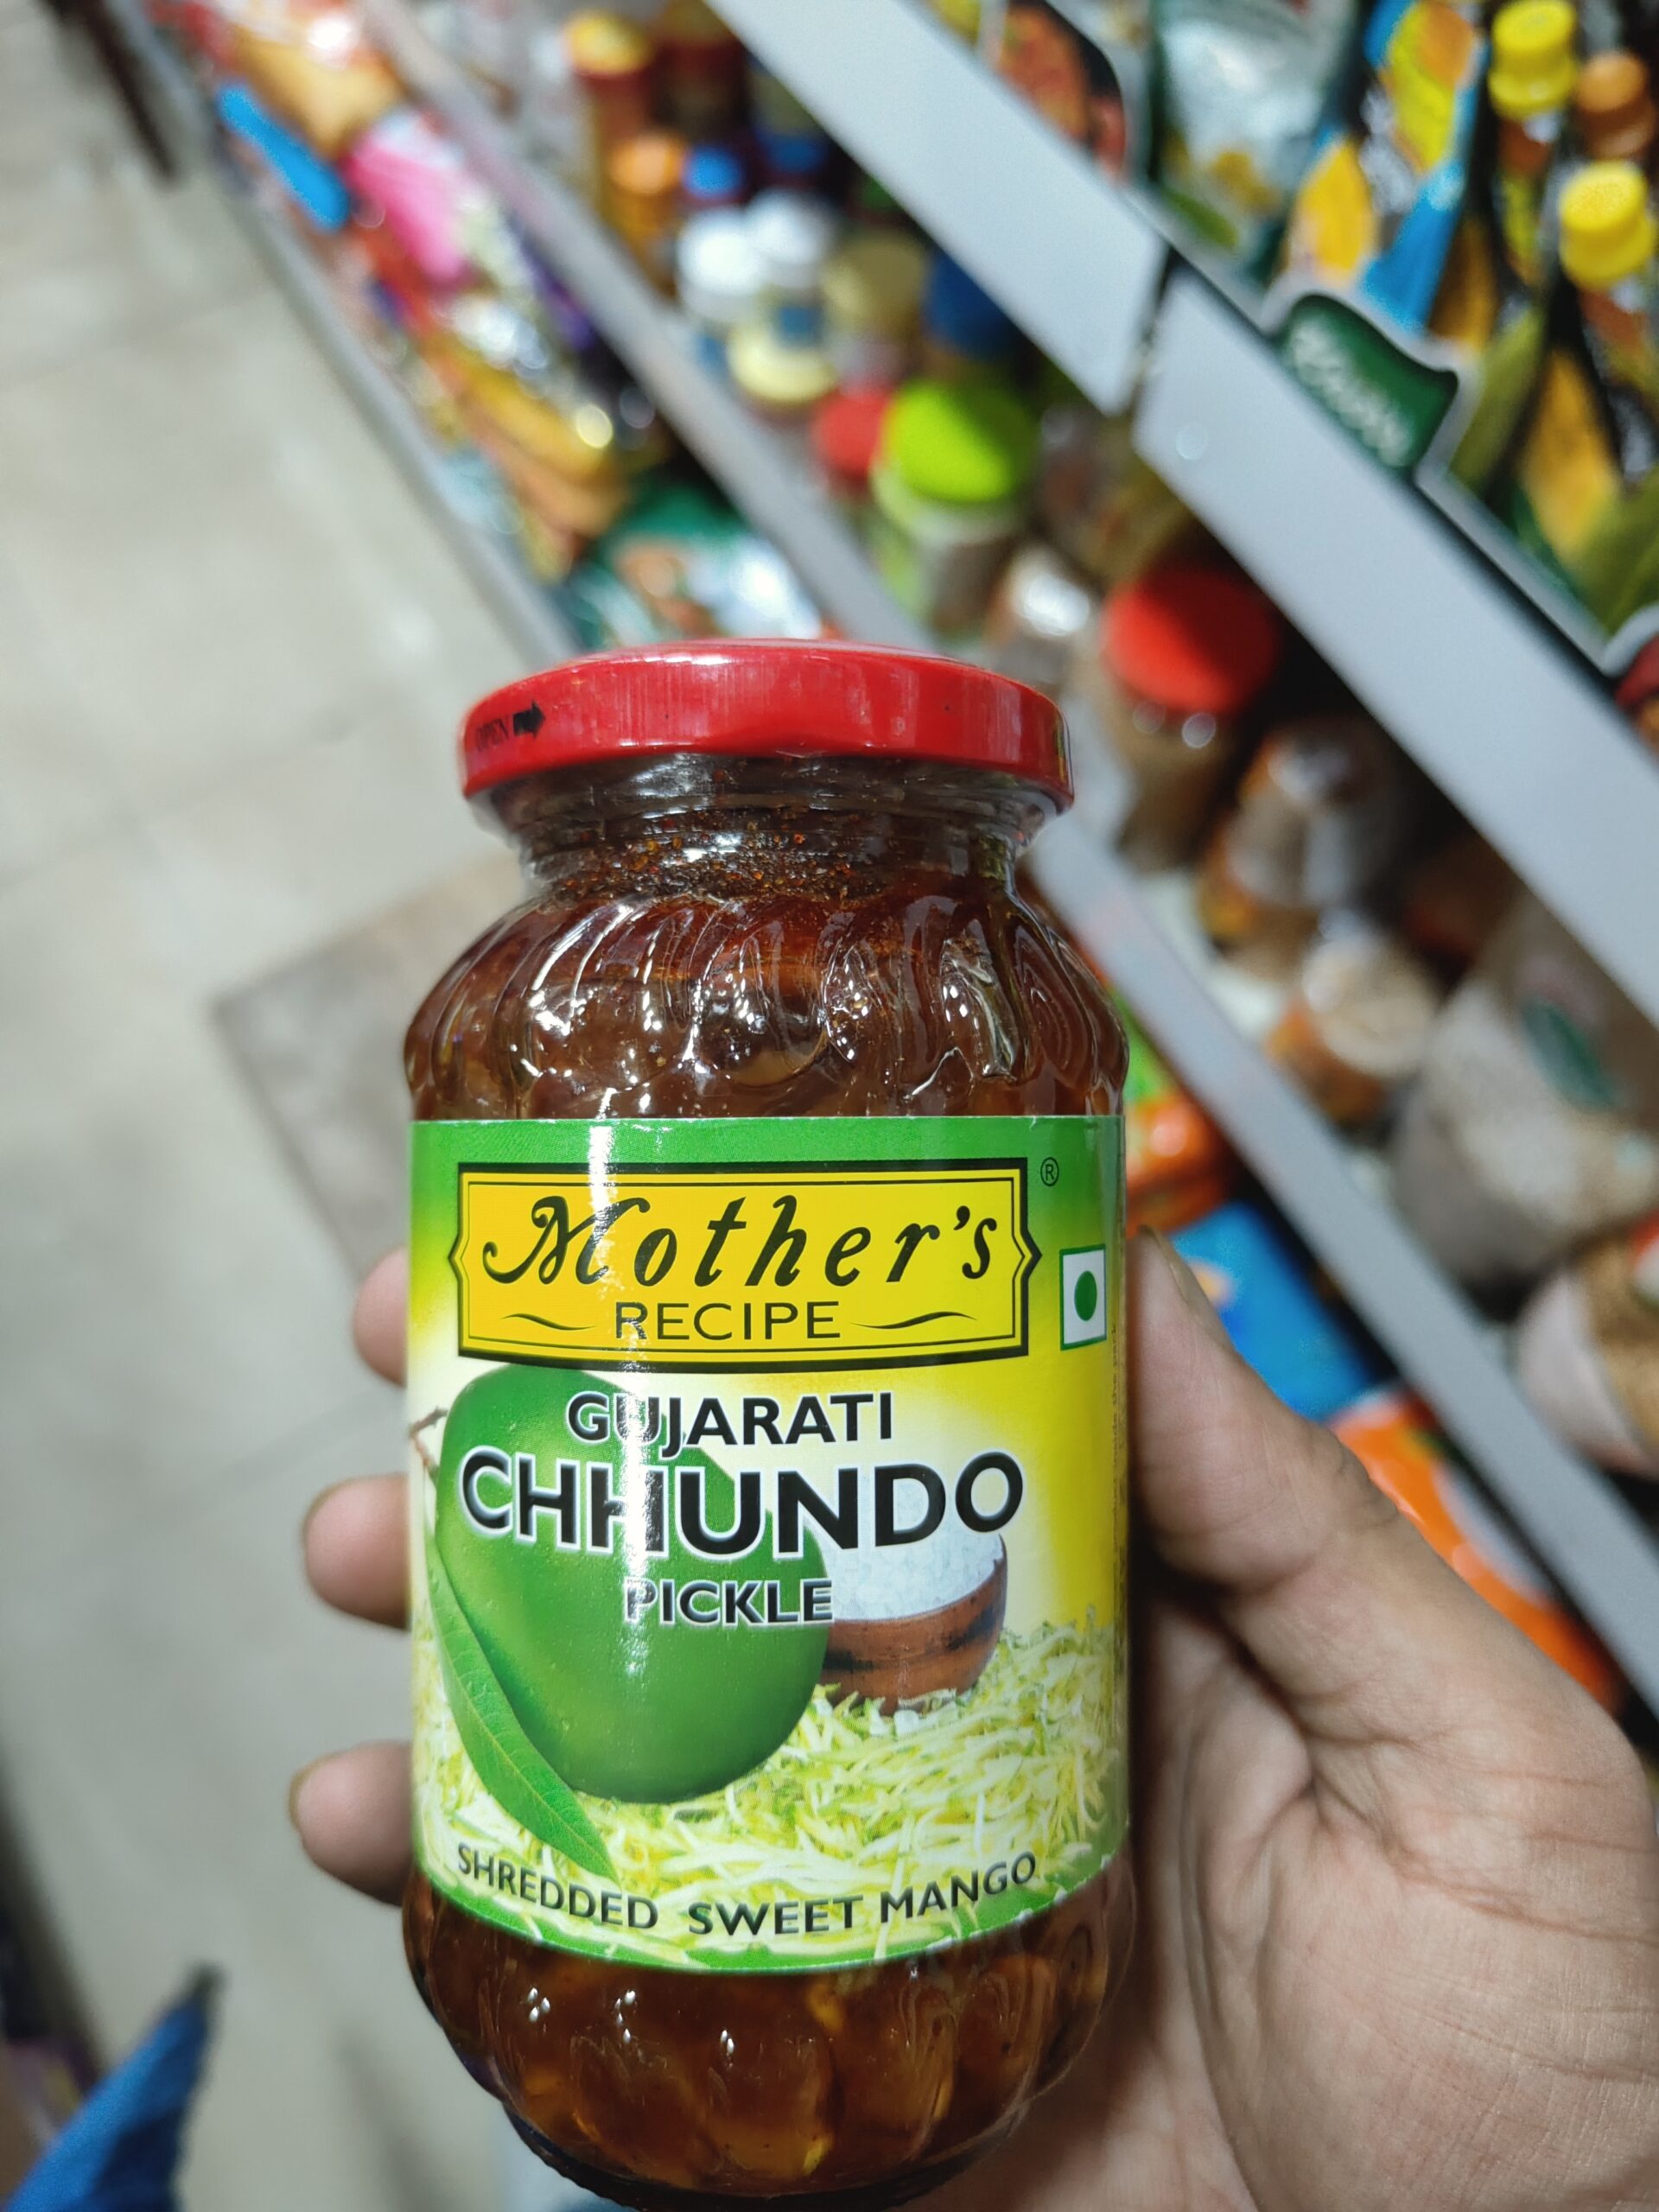 OPEN
Mother's
®
RECIPE
GUJARATI
CHHUNDO
PICKLE
SHREDDED SWEET MANGO